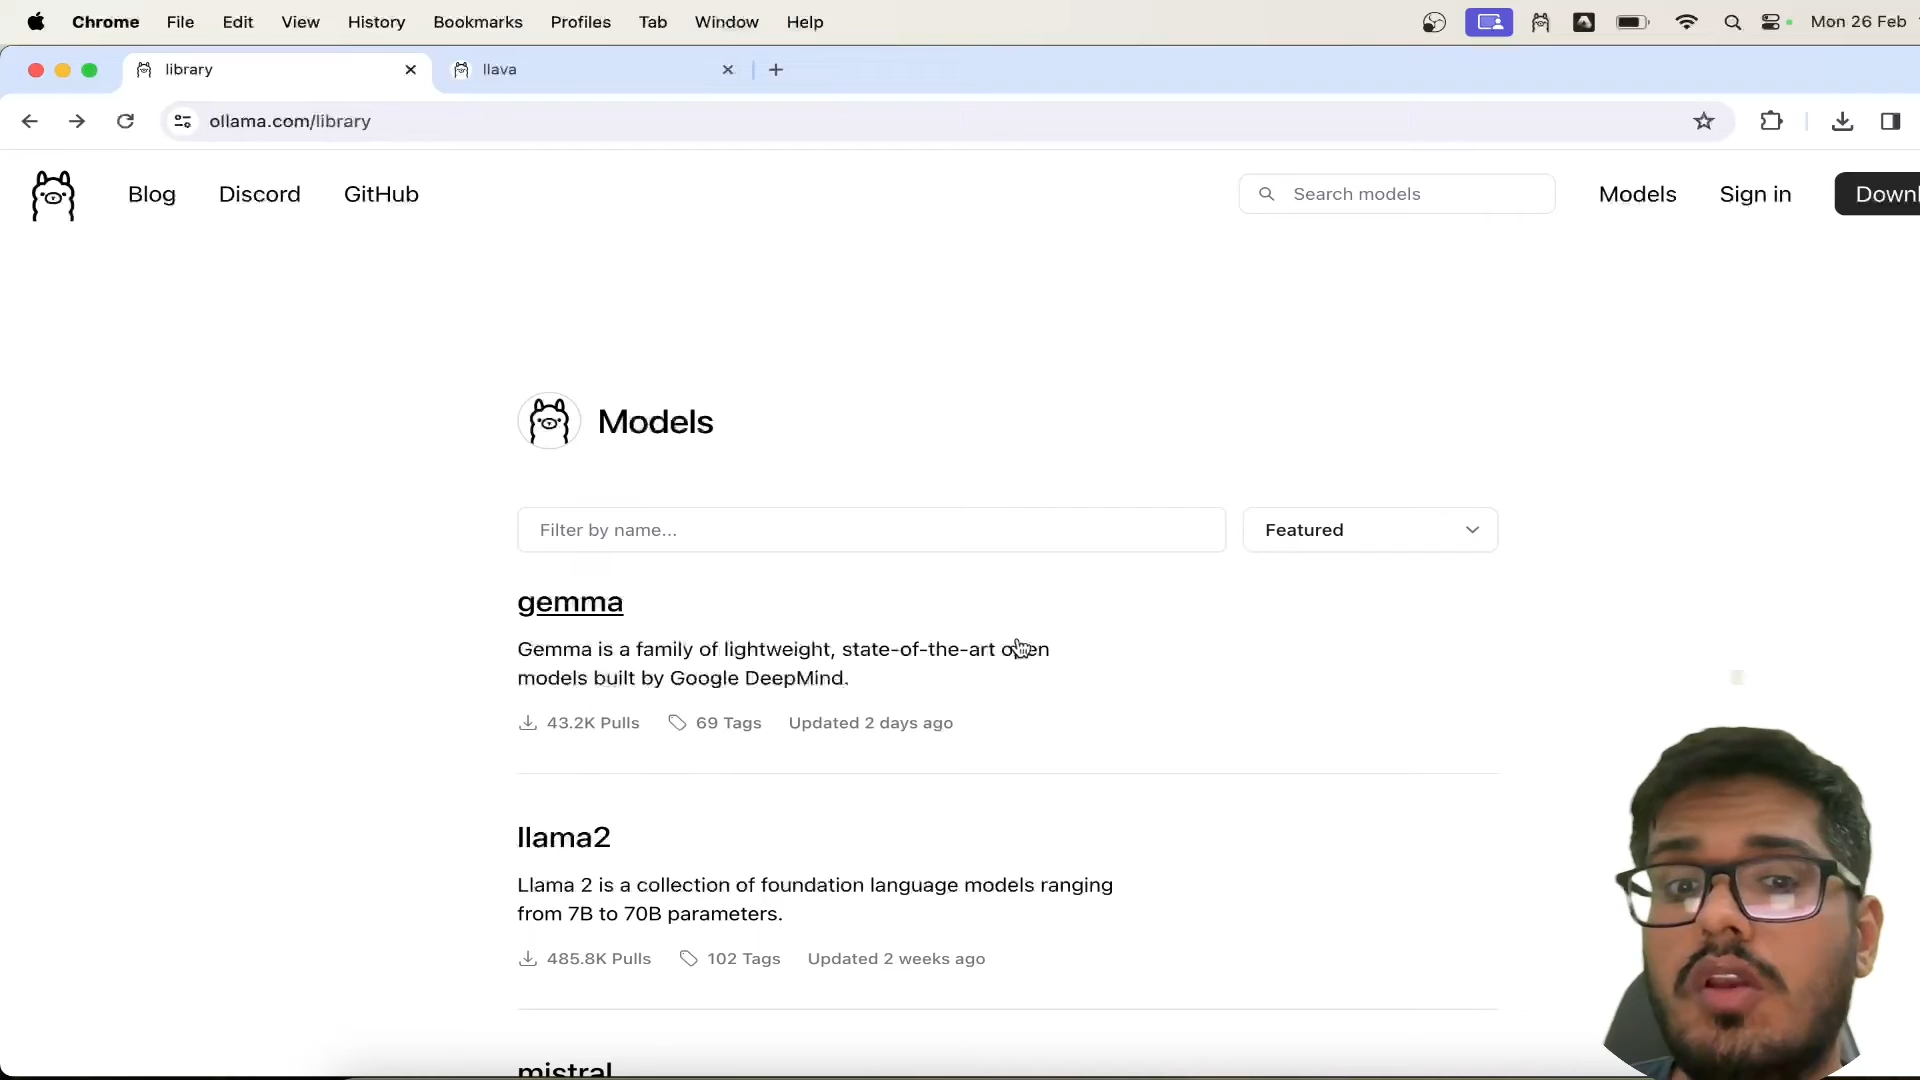 Chrome File Edit View History Bookmarks Profiles Tab Window Help Mon 26 Feb
library llava
ollama.com/library
Blog Discord GitHub Search models Models Sign in Downl
Models
Filter by name... Featured
gemma
Gemma is a family of lightweight, state-of-the-art open
models built by Google DeepMind.
43.2K Pulls 69 Tags Updated 2 days ago
llama2
Llama 2 is a collection of foundation language models ranging
from 7B to 70B parameters.
485.8K Pulls 102 Tags Updated 2 weeks ago
mistral